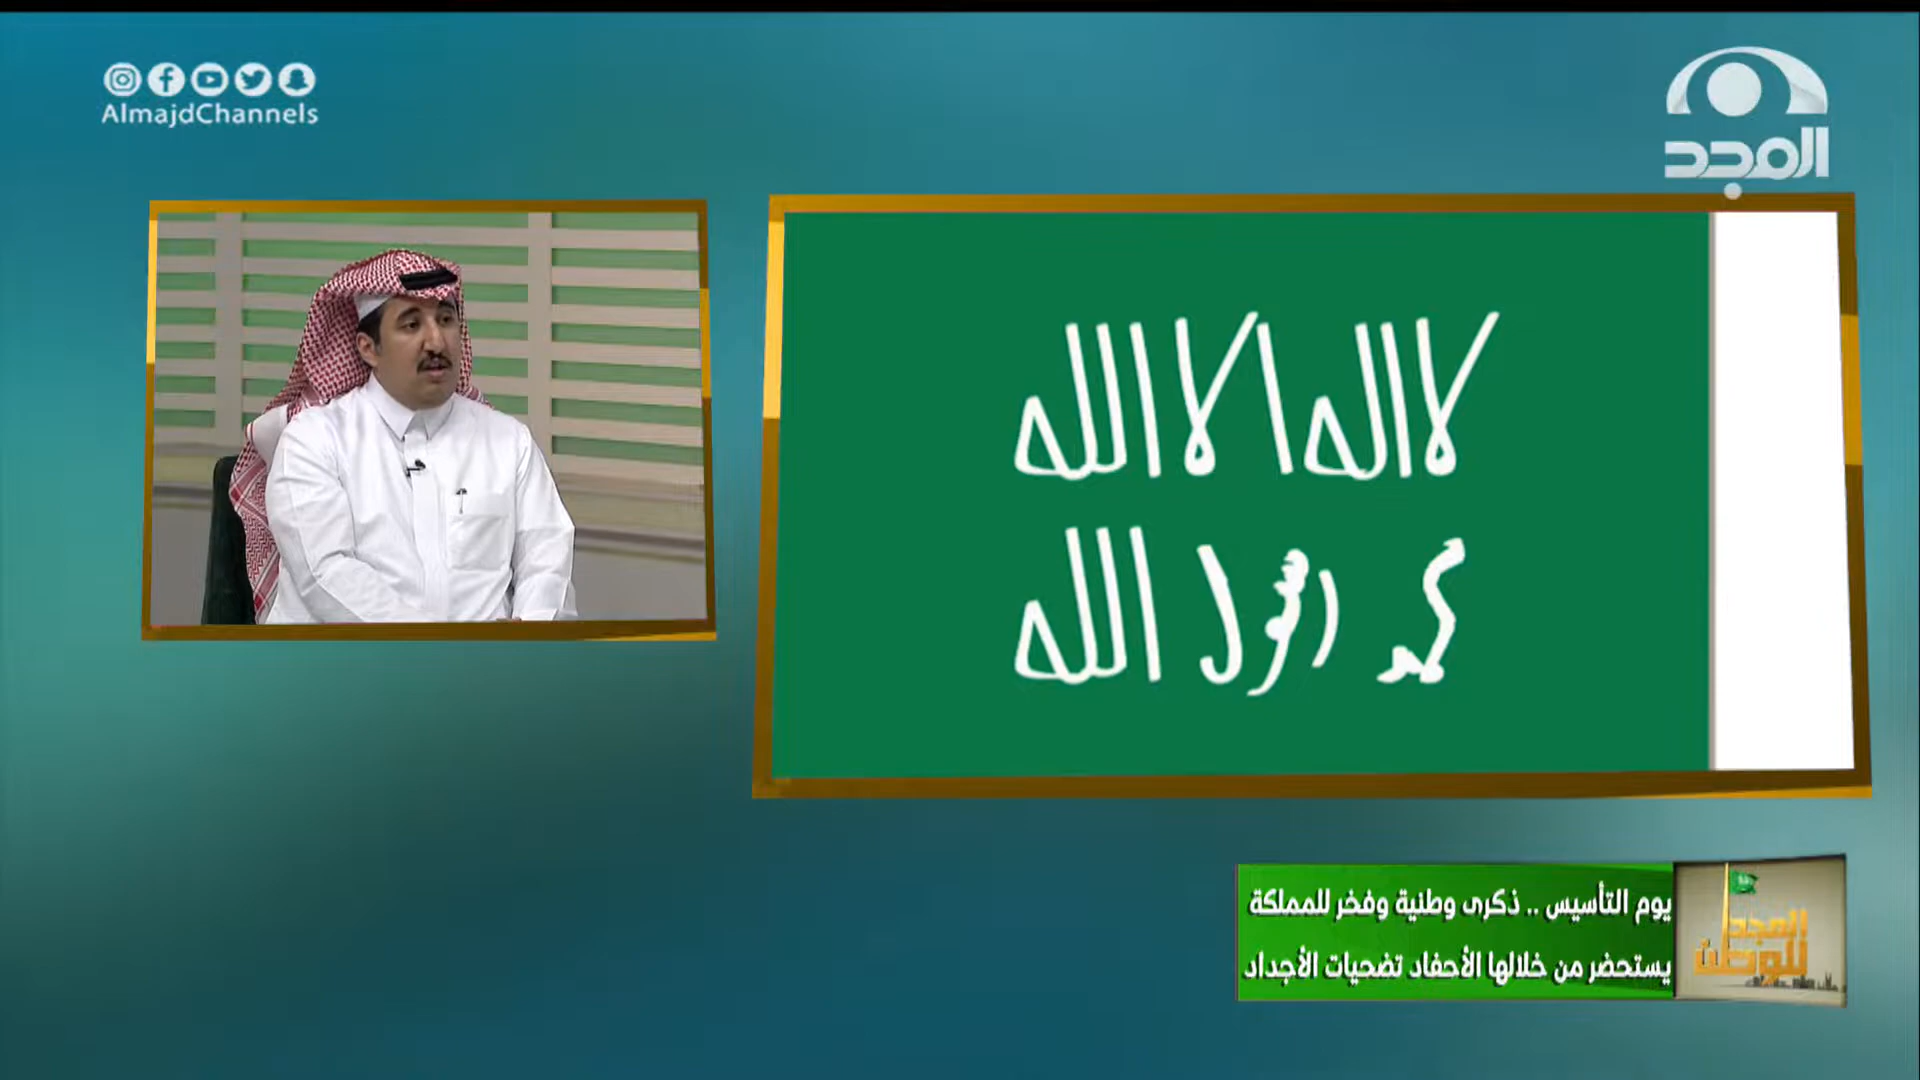 AlmajdChannels
المجد
لا اله الا الله
محمد رسول الله
يوم التأسيس .. ذكرى وطنية وفخر للمملكة
يستحضر من خلالها الأحفاد تضحيات الأجداد
المجد
للوطن